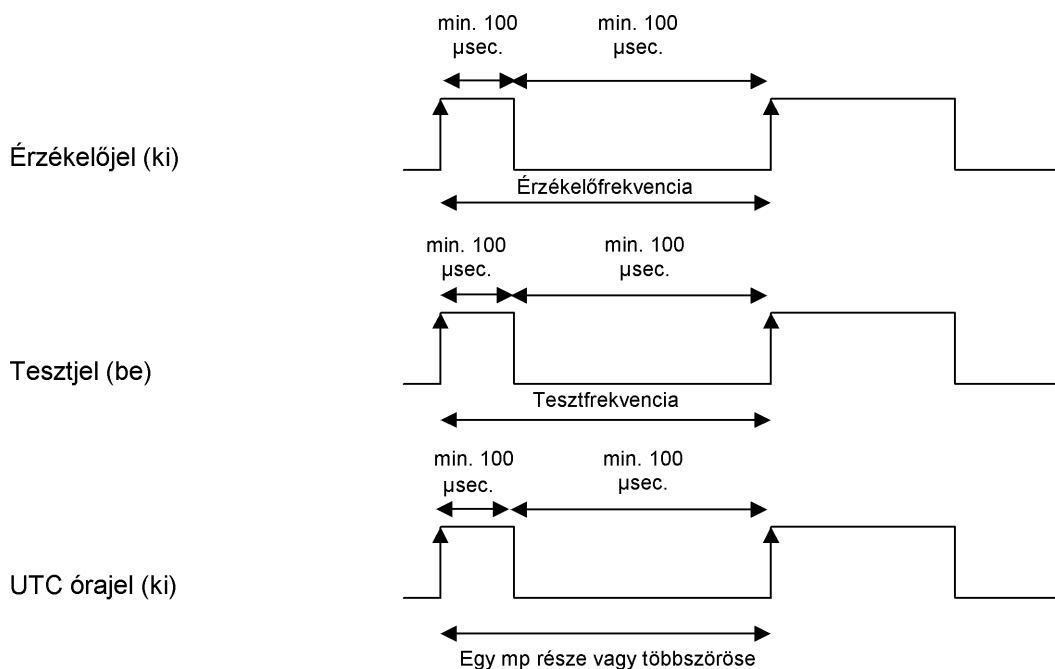 min. 100
µsec.
min. 100
µsec.
Érzékelőjel (ki)
Érzékelőfrekvencia
min. 100
µsec.
min. 100
µsec.
Tesztjel (be)
Tesztfrekvencia
min. 100
µsec.
min. 100
µsec.
UTC órajel (ki)
Egy mp része vagy többszöröse